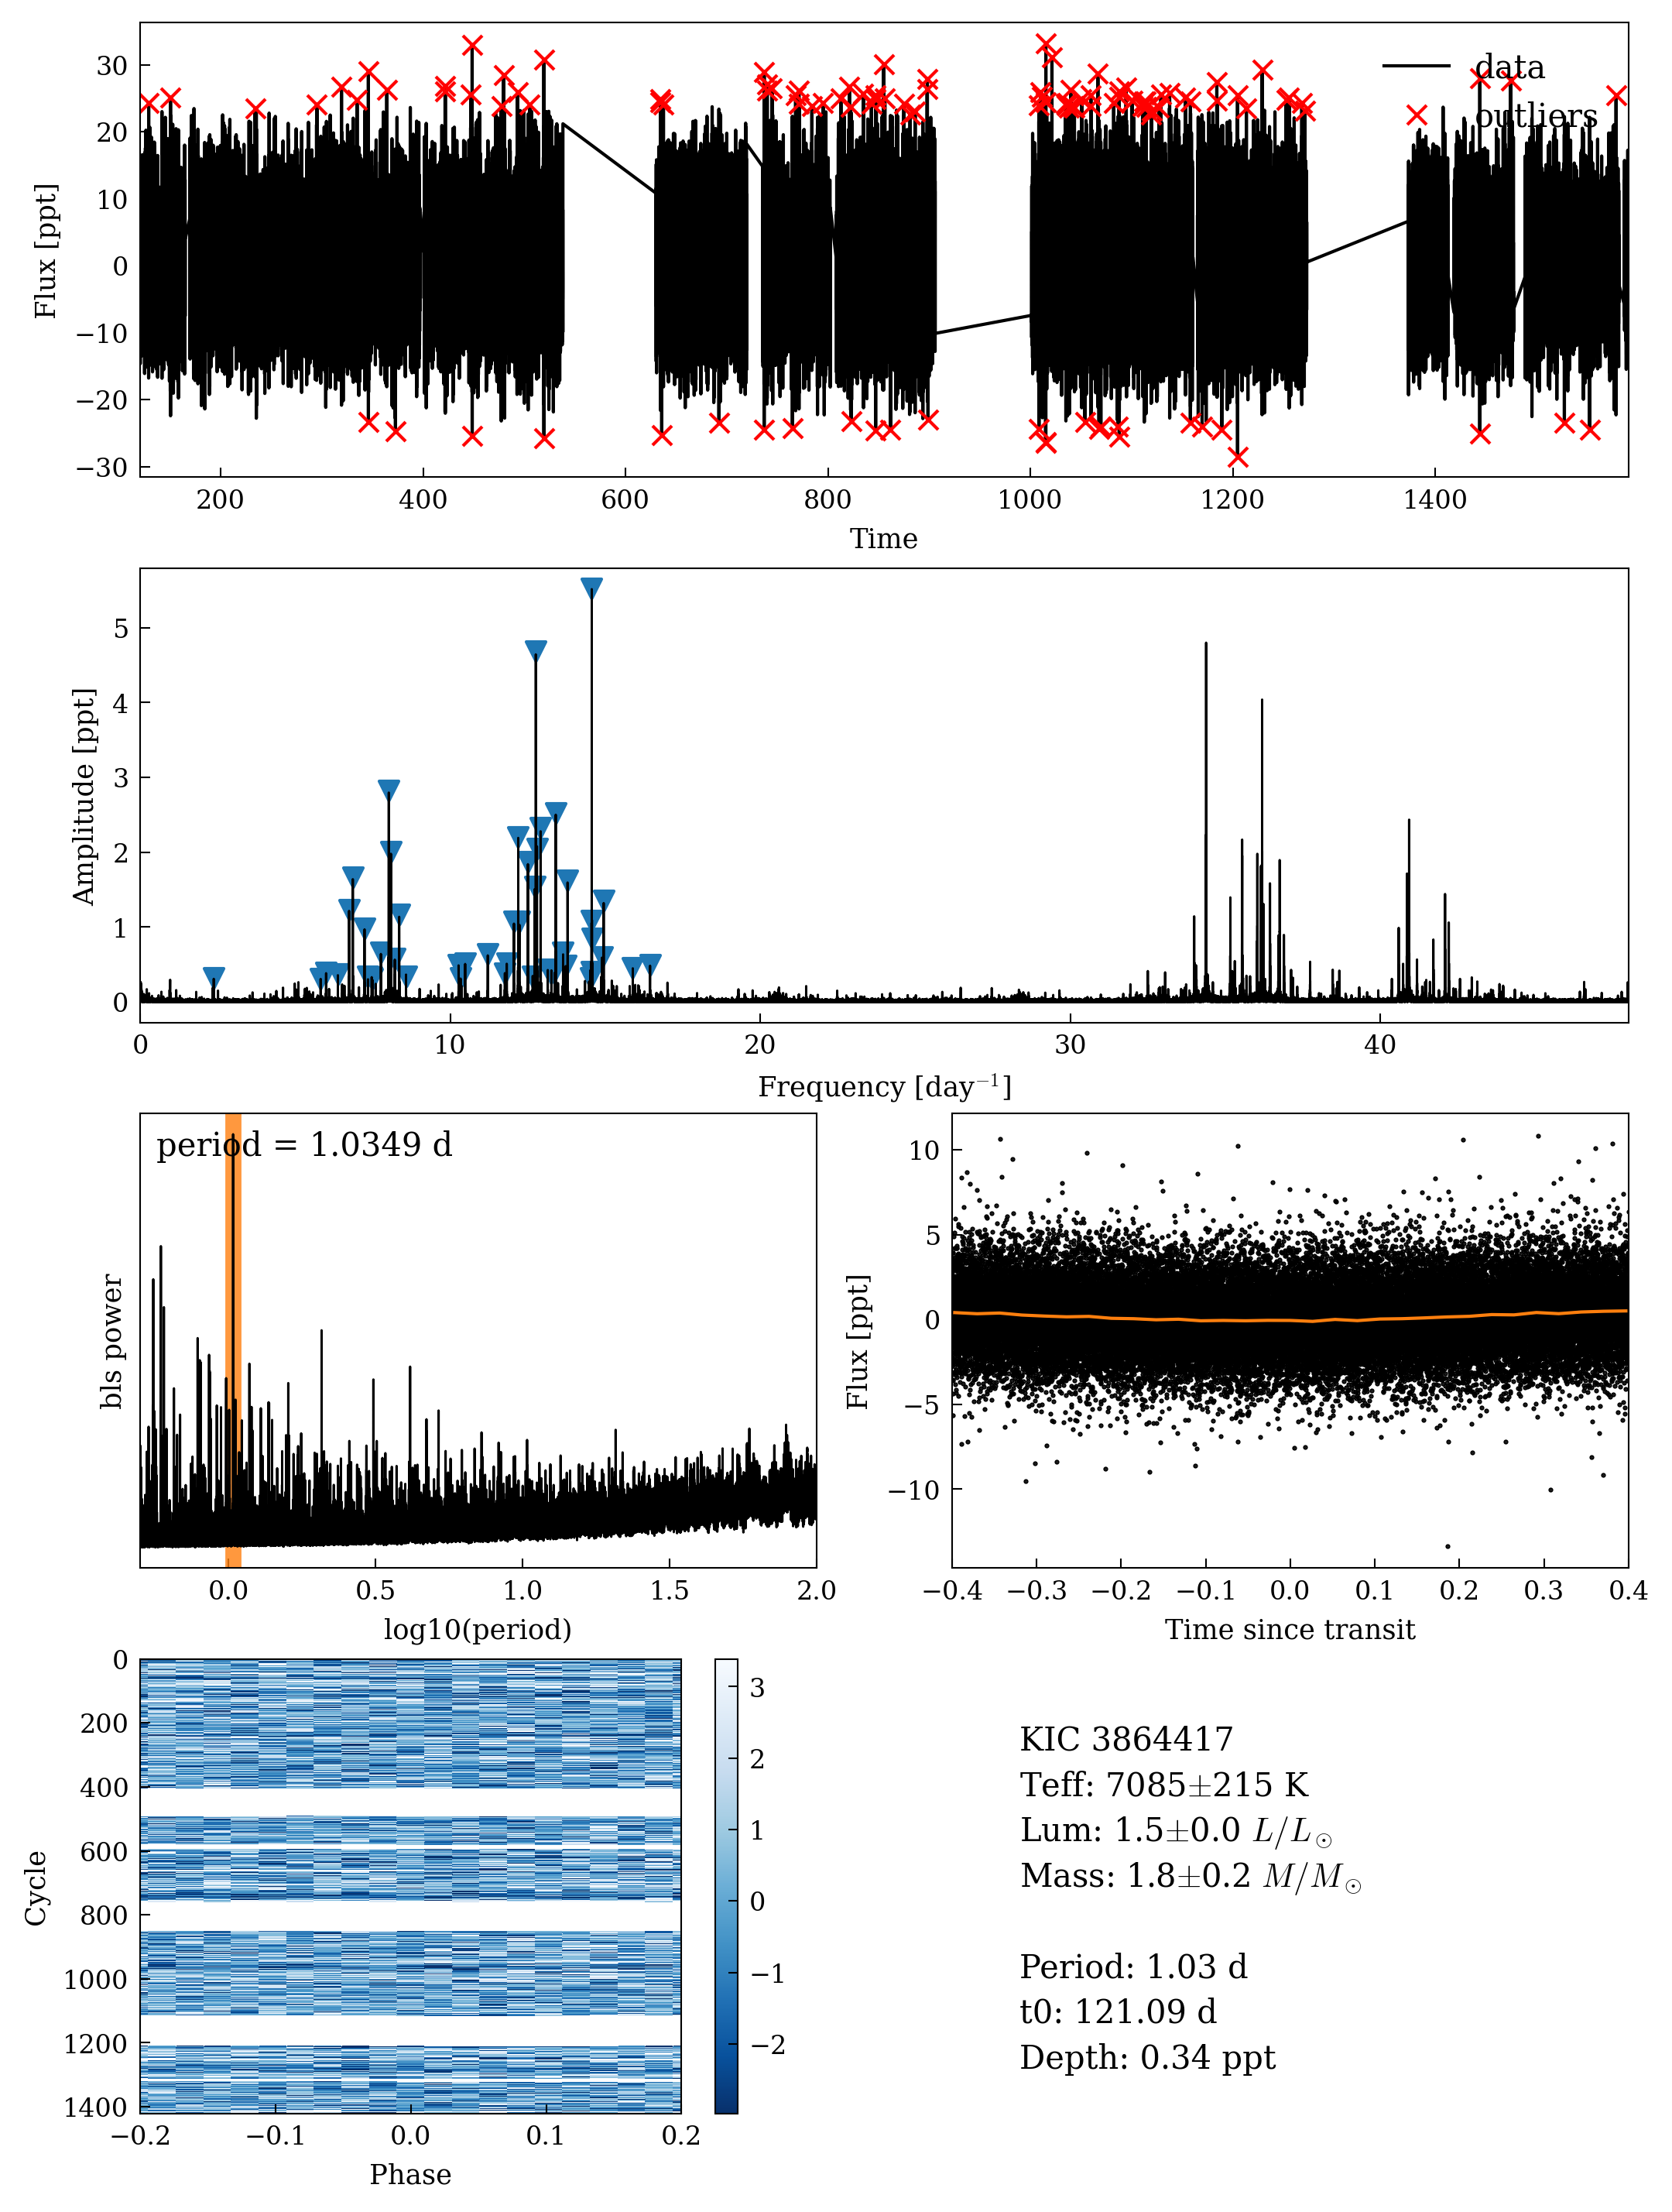 30
20
10
0
−10
−20
−30
Flux [ppt]
data
outliers
200 400 600 800 1000 1200 1400
Time
5
4
3
2
1
0
Amplitude [ppt]
0 10 20 30 40
Frequency [day⁻¹]
period = 1.0349 d
bls power
0.0 0.5 1.0 1.5 2.0
log10(period)
10
5
0
−5
−10
Flux [ppt]
−0.4 −0.3 −0.2 −0.1 0.0 0.1 0.2 0.3 0.4
Time since transit
0
200
400
600
800
1000
1200
1400
Cycle
−0.2 −0.1 0.0 0.1 0.2
Phase
3
2
1
0
−1
−2
KIC 3864417
Teff: 7085±215 K
Lum: 1.5±0.0 L/L⊙
Mass: 1.8±0.2 M/M⊙
Period: 1.03 d
t0: 121.09 d
Depth: 0.34 ppt